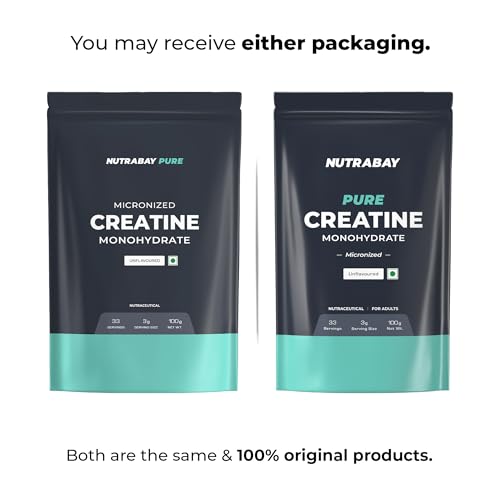 You may receive either packaging.
NUTRABAY PURE
MICRONIZED
CREATINE
MONOHYDRATE
UNFLAVOURED
NUTRACEUTICAL
33 3g 100g
SERVINGS SERVING SIZE NET WT.
NUTRABAY
PURE
CREATINE
MONOHYDRATE
— Micronized —
Unflavoured
NUTRACEUTICAL | FOR ADULTS
33 3g 100g
Servings Serving Size Net Wt.
Both are the same & 100% original products.